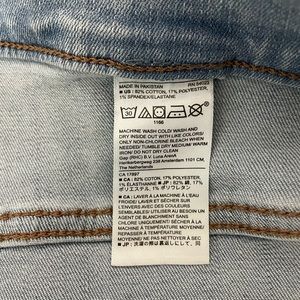 MADE IN PAKISTAN RN 54023
■ US : 82% COTTON, 17% POLYESTER,
1% SPANDEX/ELASTANE
30
1166
MACHINE WASH COLD WASH AND
DRY INSIDE OUT WITH LIKE COLORS/
ONLY NON-CHLORINE BLEACH WHEN
NEEDED/TUMBLE DRY MEDIUM/ WARM
IRON/ DO NOT DRY CLEAN
Gap (RHC) B.V. Luna ArenA
Herikerbergweg 238 Amsterdam 1101 CM,
The Netherlands
CA 17897
■ CA : 82% COTON, 17% POLYESTER,
1% ÉLASTHANNE ■ JP : 82% 綿, 17%
ポリエステル, 1% ポリウレタン
■ CA : LAVER ET SÉCHER SUR
L'ENVERS/ LAVER À LA MACHINE À
L'EAU FROIDE AVEC COULEURS
SEMBLABLES/ UTILISER AU BESOIN UN
AGENT DE BLANCHIMENT SANS
CHLORE/ SÉCHER À LA MACHINE
À TEMPÉRATURE MOYENNE/
REPASSER À TEMPÉRATURE
MOYENNE/ NE PAS NETTOYER À SEC
■ JP :